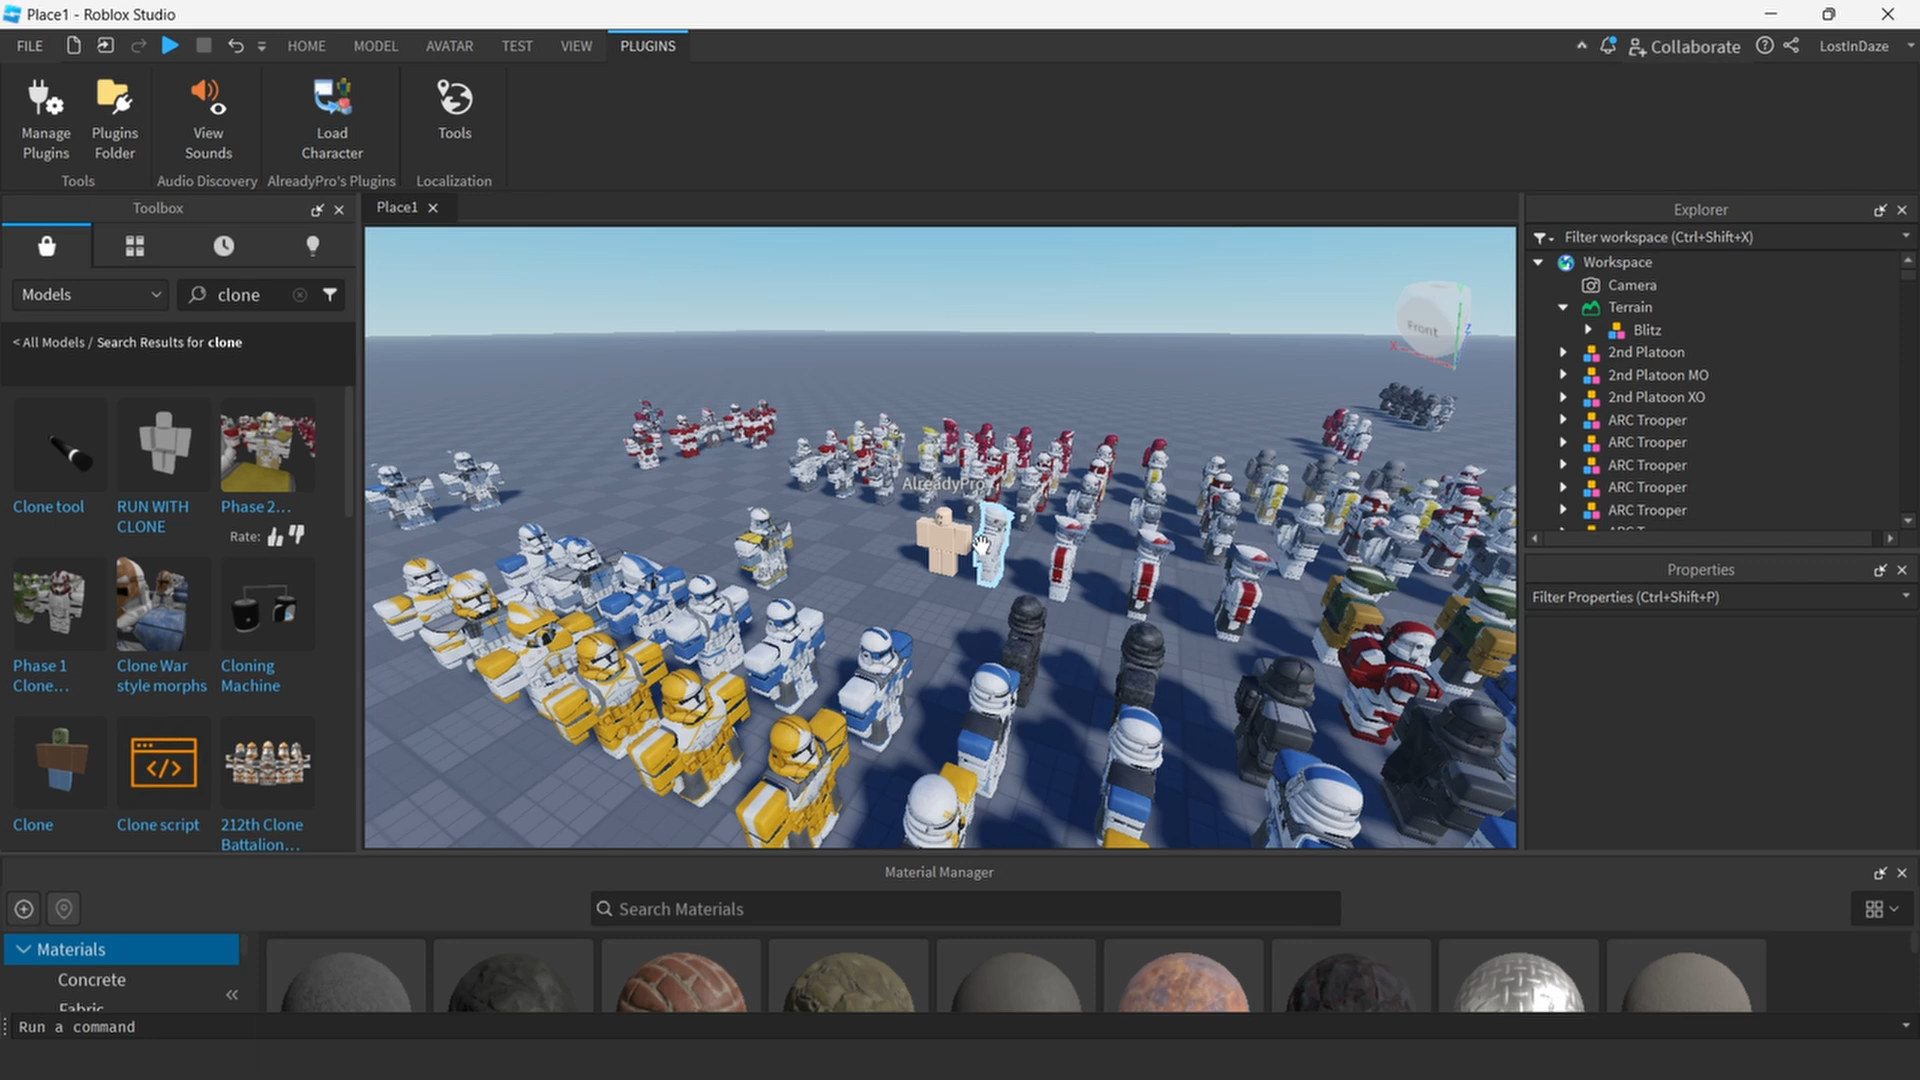 Place1 - Roblox Studio
FILE HOME MODEL AVATAR TEST VIEW PLUGINS Collaborate LostInDaze
Manage Plugins
Plugins Folder
View Sounds
Load Character
Tools
Tools Audio Discovery AlreadyPro's Plugins Localization
Toolbox
Place1
Explorer
Models
clone
Filter workspace (Ctrl+Shift+X)
Workspace
Camera
Terrain
Blitz
2nd Platoon
2nd Platoon MO
2nd Platoon XO
ARC Trooper
ARC Trooper
ARC Trooper
ARC Trooper
ARC Trooper
< All Models / Search Results for clone
Clone tool
RUN WITH CLONE
Phase 2...
Rate:
Phase 1 Clone...
Clone War style morphs
Cloning Machine
Clone
Clone script
212th Clone Battalion...
Front
X
Z
AlreadyPro
Properties
Filter Properties (Ctrl+Shift+P)
Material Manager
Search Materials
Materials
Concrete
Fabric
Run a command